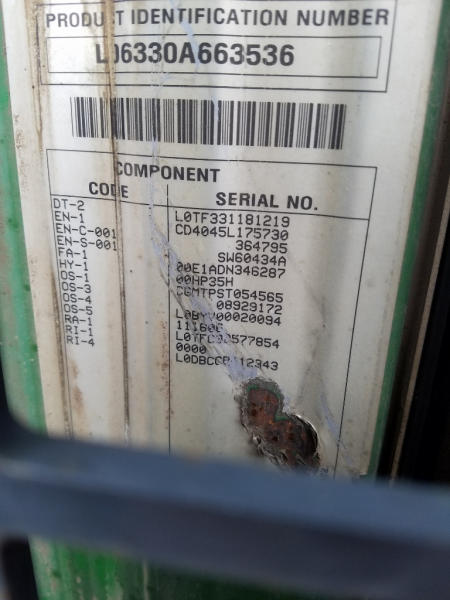 PRODUCT IDENTIFICATION NUMBER
L06330A663536
COMPONENT
CODE SERIAL NO.
DT-2 L0TF331181219
EN-1 CD4045L175730
EN-C-001 364795
EN-S-001 SW60434A
FA-1 00E1ADN346287
HY-1 00HP35H
OS-1 CGMTPST054565
OS-3 08929172
OS-4
OS-5
RA-1 0000
RI-1
RI-4